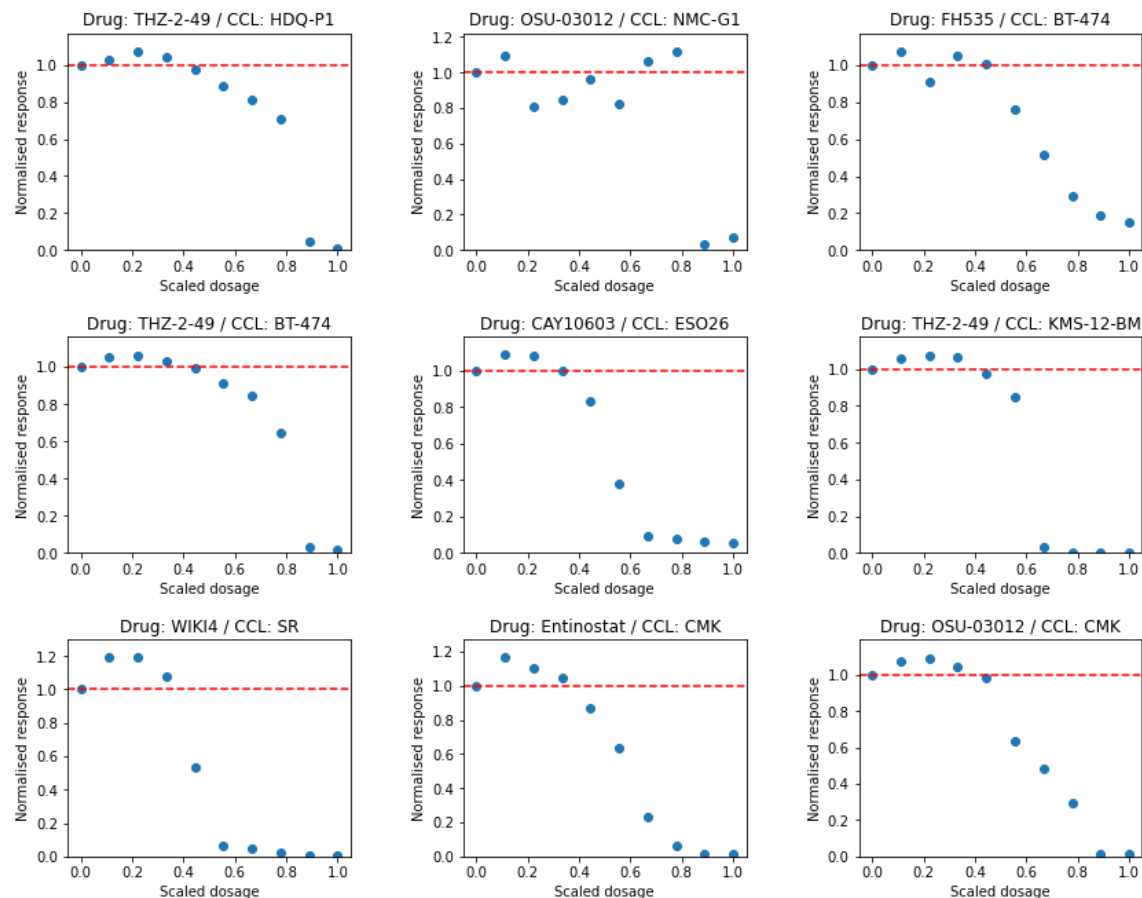 Drug: THZ-2-49 / CCL: HDQ-P1
Normalised response
1.0
0.8
0.6
0.4
0.2
0.0
0.0 0.2 0.4 0.6 0.8 1.0
Scaled dosage
Drug: OSU-03012 / CCL: NMC-G1
Normalised response
1.2
1.0
0.8
0.6
0.4
0.2
0.0
0.0 0.2 0.4 0.6 0.8 1.0
Scaled dosage
Drug: FH535 / CCL: BT-474
Normalised response
1.0
0.8
0.6
0.4
0.2
0.0
0.0 0.2 0.4 0.6 0.8 1.0
Scaled dosage
Drug: THZ-2-49 / CCL: BT-474
Normalised response
1.0
0.8
0.6
0.4
0.2
0.0
0.0 0.2 0.4 0.6 0.8 1.0
Scaled dosage
Drug: CAY10603 / CCL: ESO26
Normalised response
1.0
0.8
0.6
0.4
0.2
0.0
0.0 0.2 0.4 0.6 0.8 1.0
Scaled dosage
Drug: THZ-2-49 / CCL: KMS-12-BM
Normalised response
1.0
0.8
0.6
0.4
0.2
0.0
0.0 0.2 0.4 0.6 0.8 1.0
Scaled dosage
Drug: WIKI4 / CCL: SR
Normalised response
1.2
1.0
0.8
0.6
0.4
0.2
0.0
0.0 0.2 0.4 0.6 0.8 1.0
Scaled dosage
Drug: Entinostat / CCL: CMK
Normalised response
1.2
1.0
0.8
0.6
0.4
0.2
0.0
0.0 0.2 0.4 0.6 0.8 1.0
Scaled dosage
Drug: OSU-03012 / CCL: CMK
Normalised response
1.0
0.8
0.6
0.4
0.2
0.0
0.0 0.2 0.4 0.6 0.8 1.0
Scaled dosage